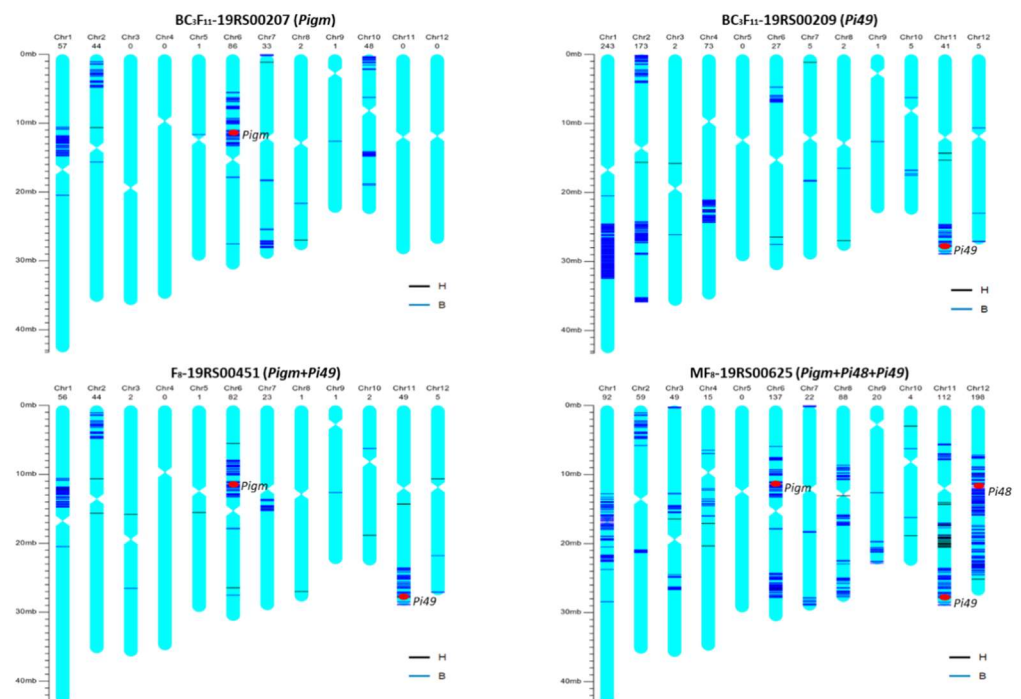 BC₃F₁₁-19RS00207 (Pigm)
Chr1 Chr2 Chr3 Chr4 Chr5 Chr6 Chr7 Chr8 Chr9 Chr10 Chr11 Chr12
57 44 0 0 1 86 33 2 1 48 0 0
0mb
10mb
Pigm
20mb
30mb
H
B
40mb
BC₃F₁₁-19RS00209 (Pi49)
Chr1 Chr2 Chr3 Chr4 Chr5 Chr6 Chr7 Chr8 Chr9 Chr10 Chr11 Chr12
243 173 2 73 0 27 5 2 1 5 41 5
0mb
10mb
20mb
Pi49
30mb
H
B
40mb
F₈-19RS00451 (Pigm+Pi49)
Chr1 Chr2 Chr3 Chr4 Chr5 Chr6 Chr7 Chr8 Chr9 Chr10 Chr11 Chr12
56 44 2 0 1 82 23 1 1 2 49 5
0mb
10mb
Pigm
20mb
Pi49
30mb
H
B
40mb
MF₈-19RS00625 (Pigm+Pi48+Pi49)
Chr1 Chr2 Chr3 Chr4 Chr5 Chr6 Chr7 Chr8 Chr9 Chr10 Chr11 Chr12
92 59 49 15 0 137 22 88 20 4 112 198
0mb
10mb
Pigm
Pi48
20mb
Pi49
30mb
H
B
40mb